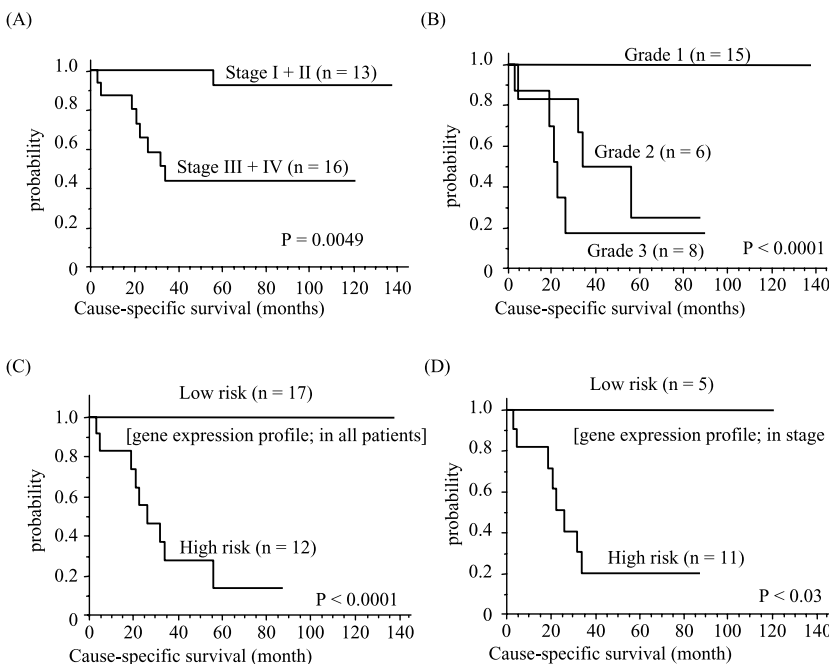 (A)
1.0
0.8
0.6
0.4
0.2
0
probability
Stage I + II (n = 13)
Stage III + IV (n = 16)
P = 0.0049
0 20 40 60 80 100 120 140
Cause-specific survival (months)
(B)
1.0
0.8
0.6
0.4
0.2
0
probability
Grade 1 (n = 15)
Grade 2 (n = 6)
Grade 3 (n = 8)
P < 0.0001
0 20 40 60 80 100 120 140
Cause-specific survival (months)
(C)
Low risk (n = 17)
1.0
0.8
0.6
0.4
0.2
0
probability
[gene expression profile; in all patients]
High risk (n = 12)
P < 0.0001
0 20 40 60 80 100 120 140
Cause-specific survival (months)
(D)
Low risk (n = 5)
1.0
0.8
0.6
0.4
0.2
0
probability
[gene expression profile; in stage
High risk (n = 11)
P < 0.03
0 20 40 60 80 100 120 140
Cause-specific survival (month)